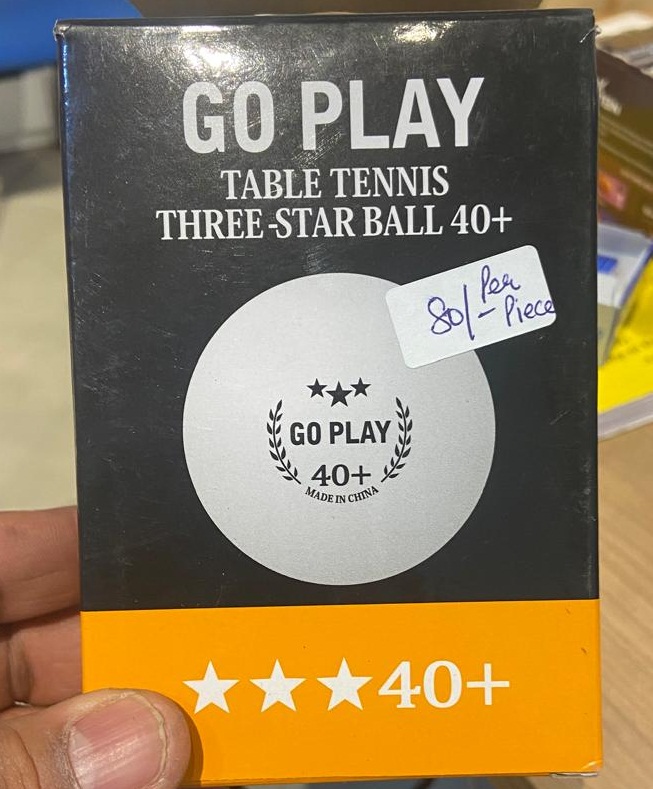 GO PLAY
TABLE TENNIS
THREE-STAR BALL 40+
80/- Per Piece
GO PLAY
40+
MADE IN CHINA
★★★40+